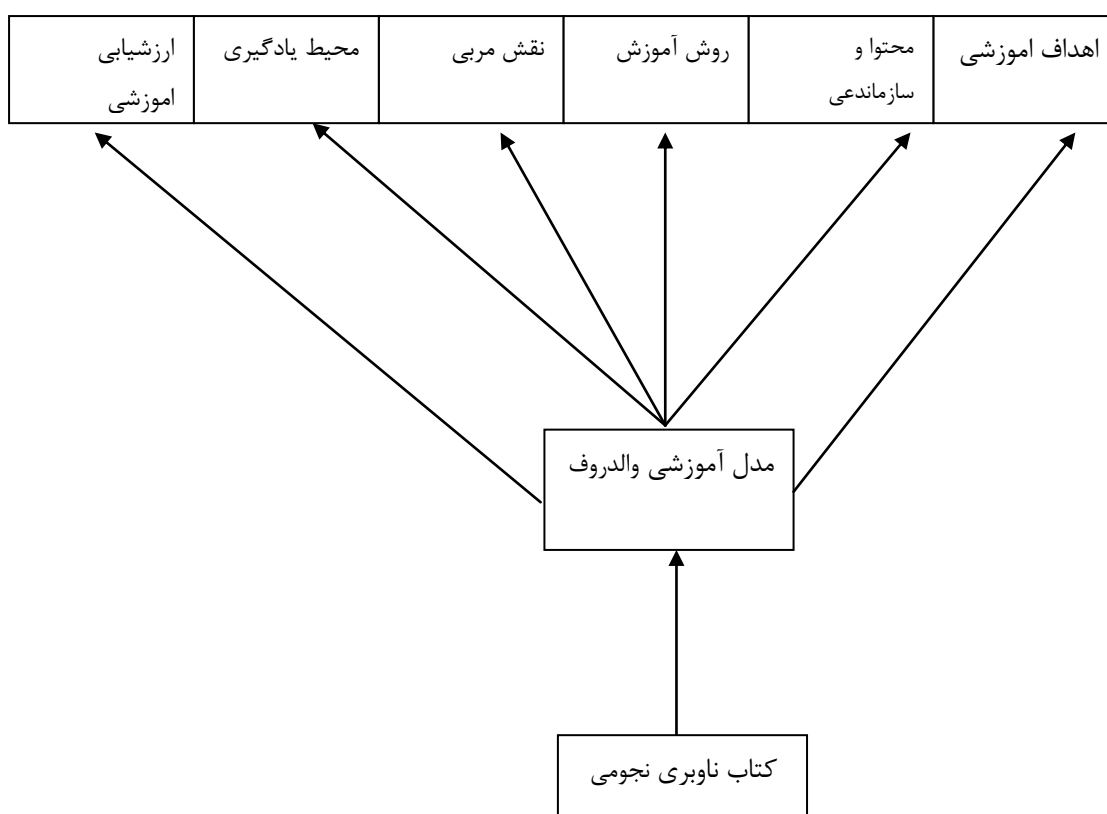 اهداف اموزشی
محتوا و
سازماندعی
روش آموزش
نقش مربی
محیط یادگیری
ارزشیابی
اموزشی
مدل آموزشی والدروف
کتاب ناوبری نجومی